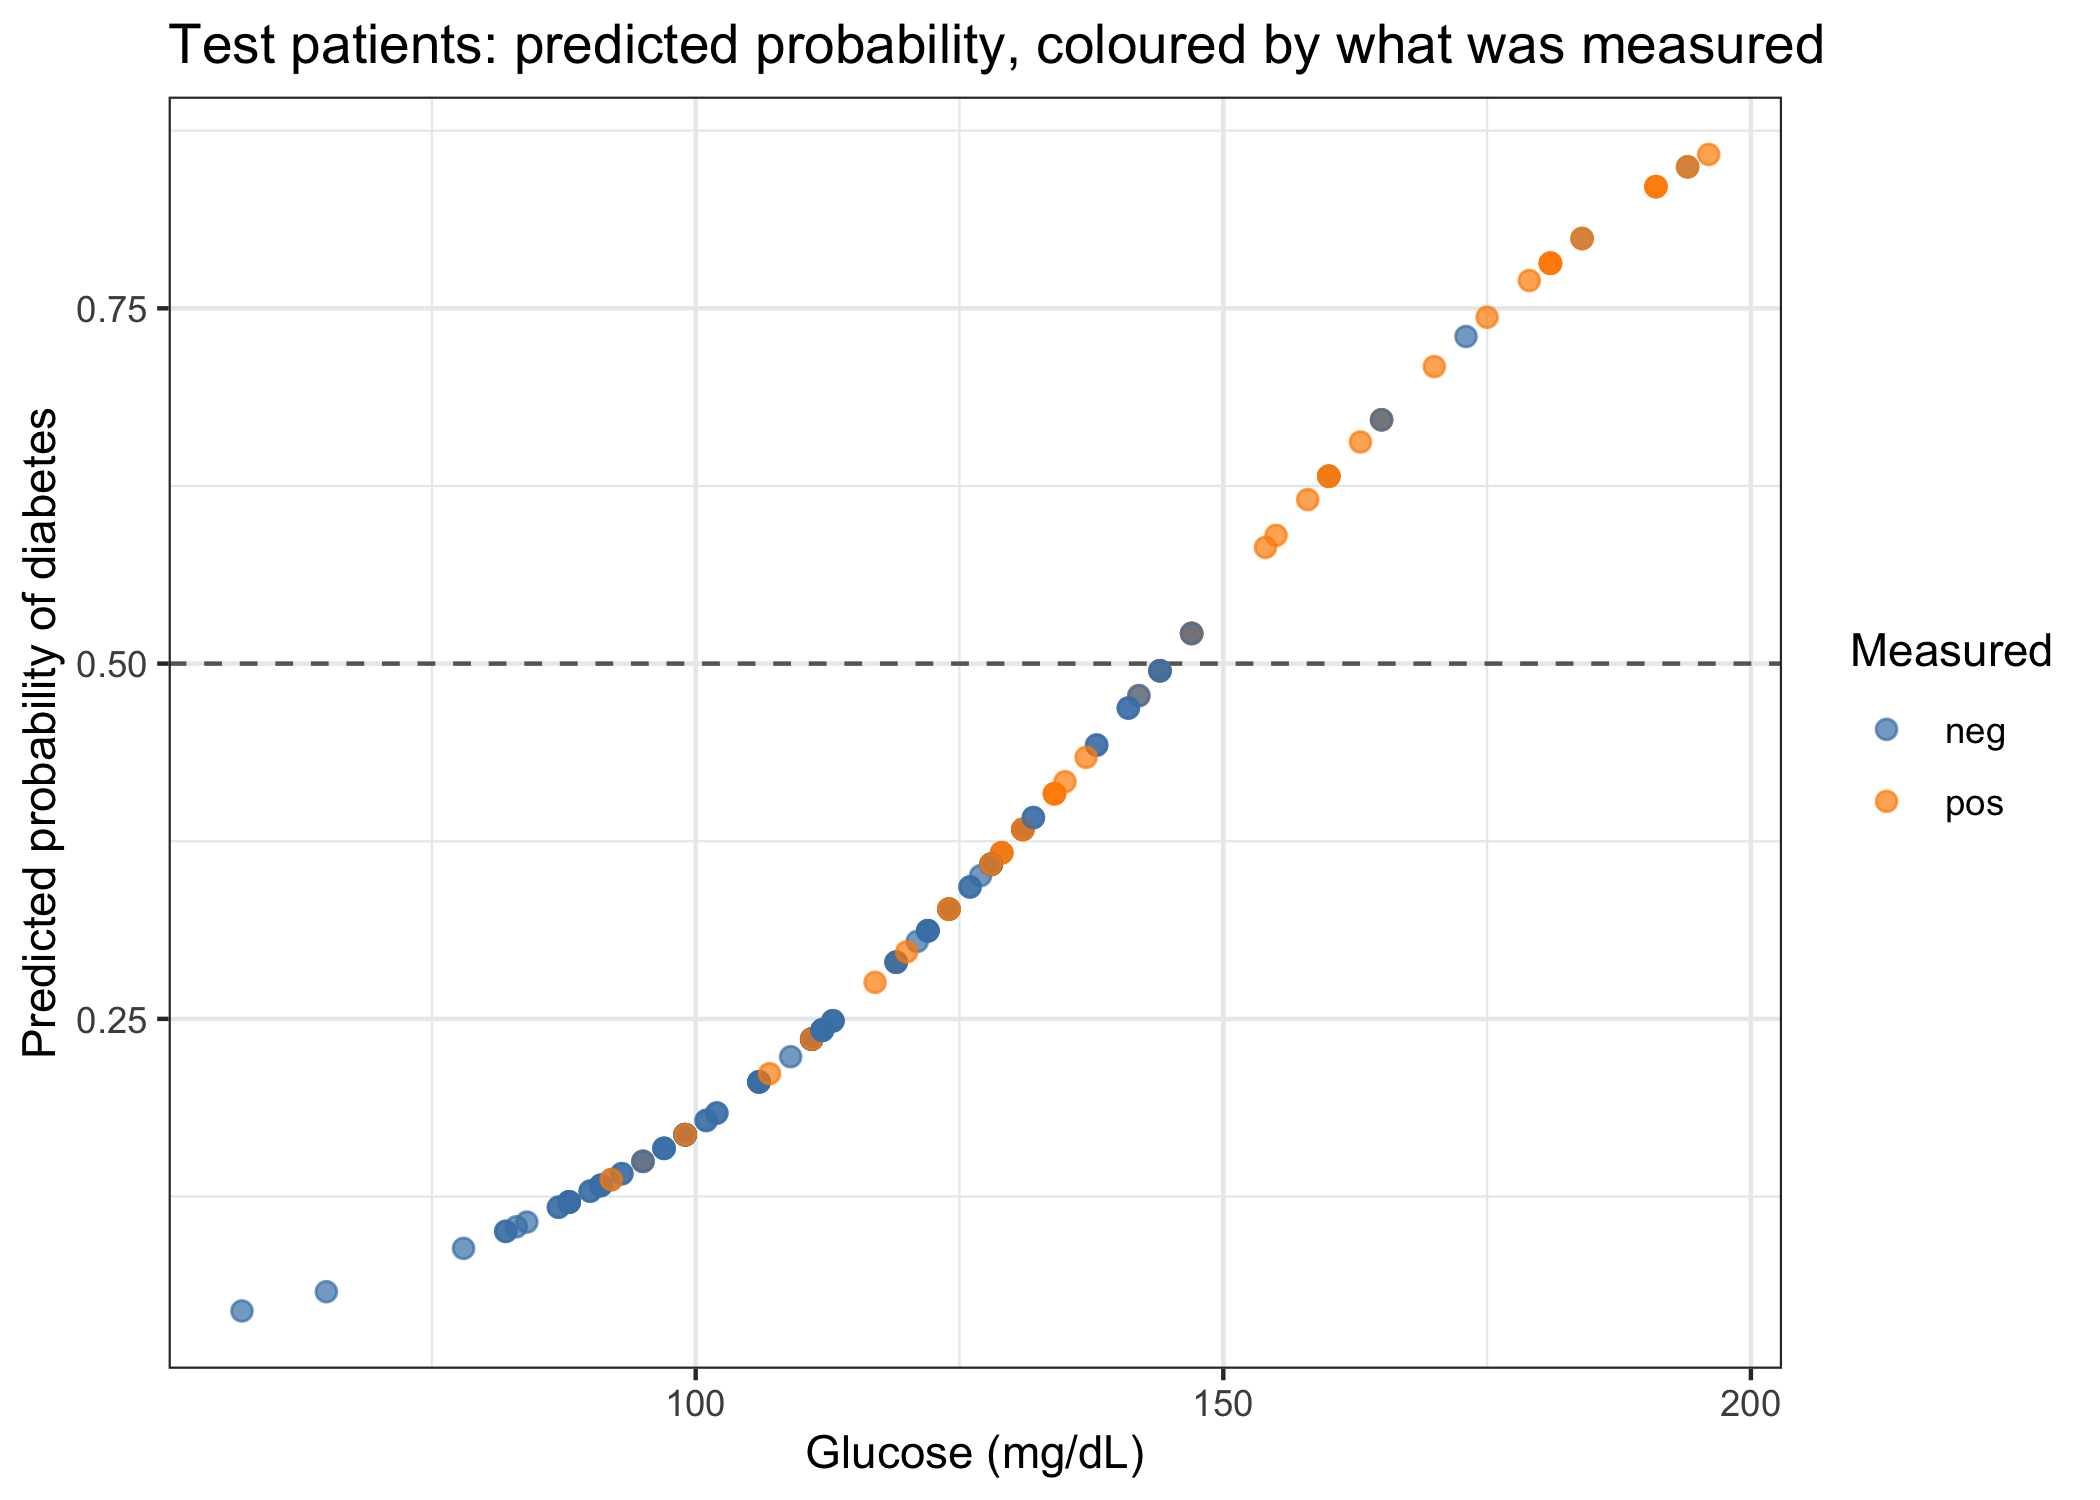 Test patients: predicted probability, coloured by what was measured
Predicted probability of diabetes
0.75
0.50
0.25
100
150
200
Glucose (mg/dL)
Measured
neg
pos